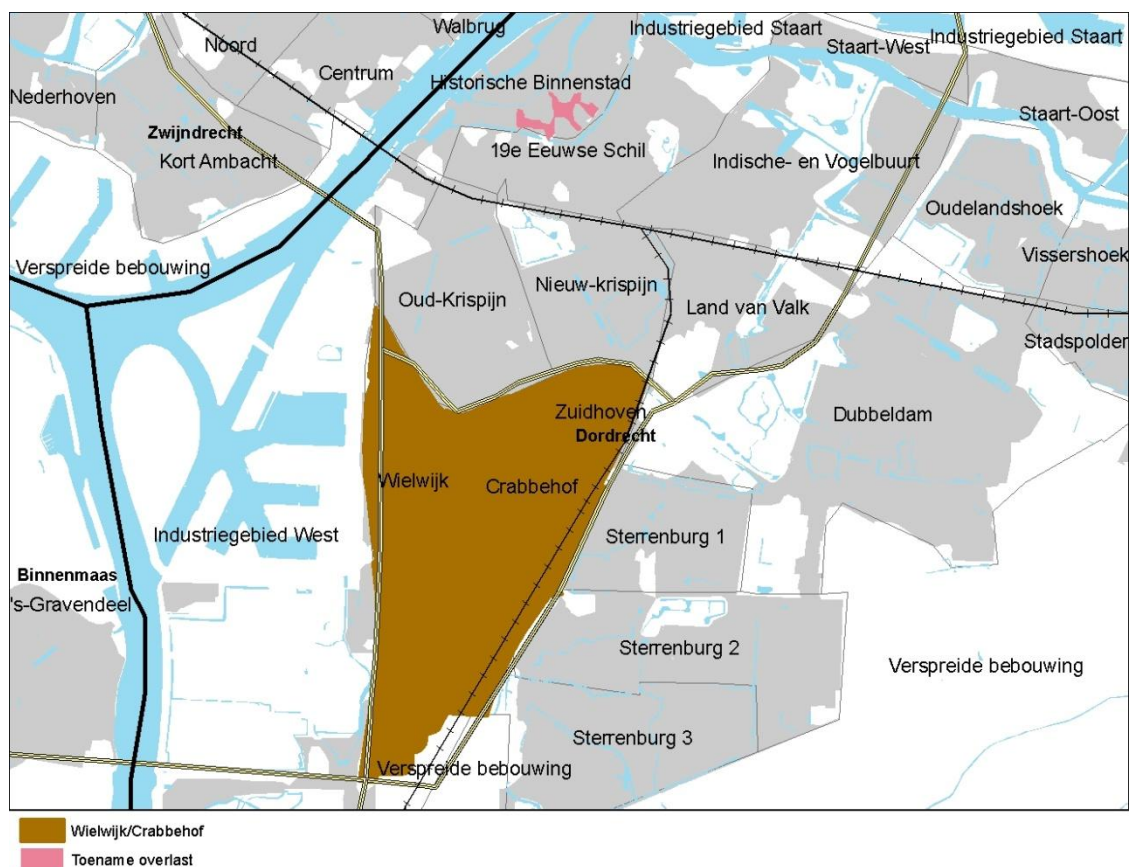 Walbrug
Industriegebied Staart
Industriegebied Staart
Noord
Staart-West
Centrum
Historische Binnenstad
Nederhoven
Staart-Oost
Zwijndrecht
19e Eeuwse Schil
Kort Ambacht
Indische- en Vogelbuurt
Oudelandshoek
Vissershoek
Verspreide bebouwing
Nieuw-krispijn
Oud-Krispijn
Land van Valk
Stadspolder
Zuidhoven
Dubbeldam
Dordrecht
Wielwijk
Crabbehof
Industriegebied West
Sterrenburg 1
Binnenmaas
's-Gravendeel
Sterrenburg 2
Verspreide bebouwing
Sterrenburg 3
Verspreide bebouwing
Wielwijk/Crabbehof
Toename overlast